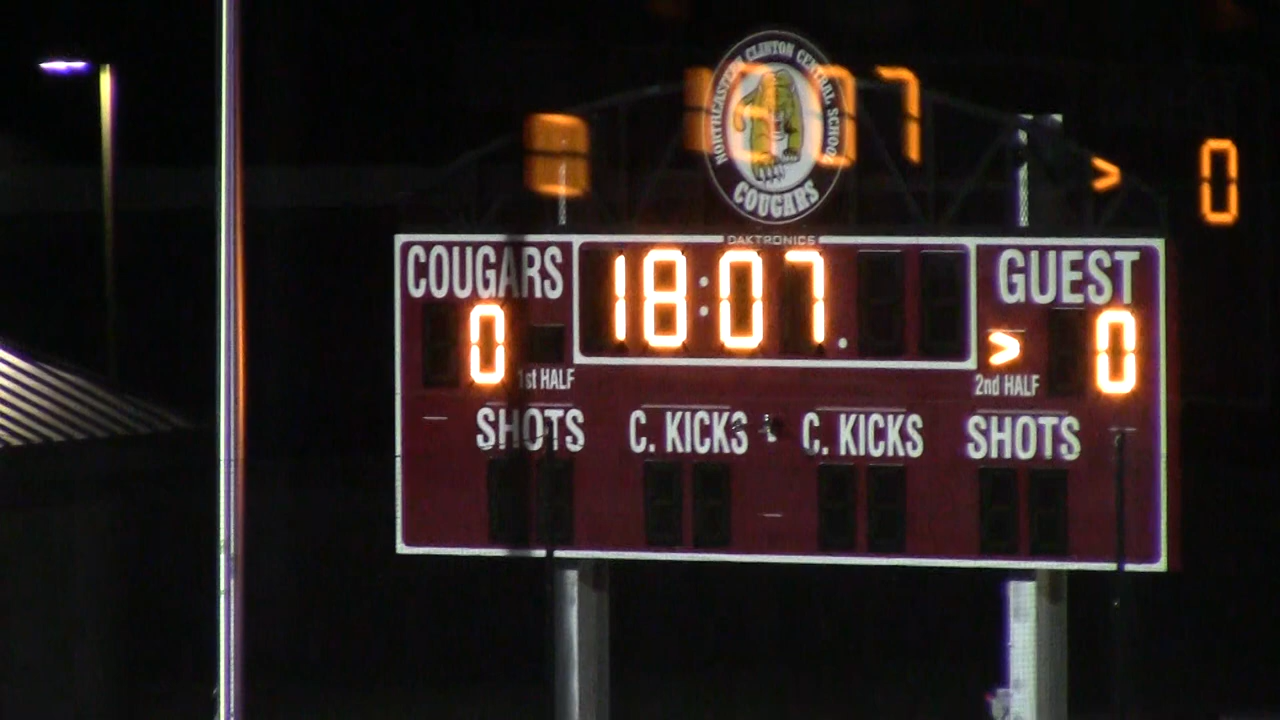 NORTHEASTERN CLINTON CENTRAL SCHOOL
COUGARS
DAKTRONICS
COUGARS 18:07. GUEST
0 > 0
1st HALF 2nd HALF
SHOTS C. KICKS C. KICKS SHOTS